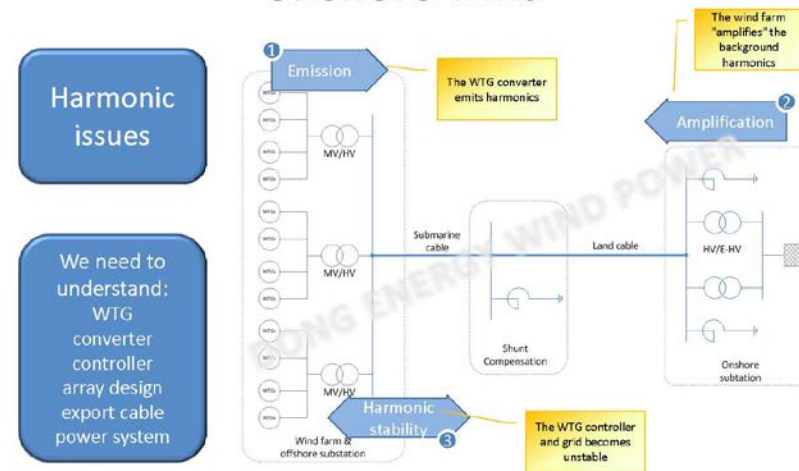 Harmonic
issues
We need to
understand:
WTG
converter
controller
array design
export cable
power system
1
Emission
The WTG converter
emits harmonics
The wind farm
"amplifies" the
background
harmonics
2
Amplification
WTG
WTG
WTG
WTG
MV/HV
WTG
WTG
WTG
WTG
MV/HV
WTG
WTG
WTG
WTG
MV/HV
Submarine
cable
Land cable
HV/E-HV
Shunt
Compensation
Onshore
subtation
Harmonic
stability
3
Wind farm &
offshore substation
The WTG controller
and grid becomes
unstable
DONG ENERGY WIND POWER